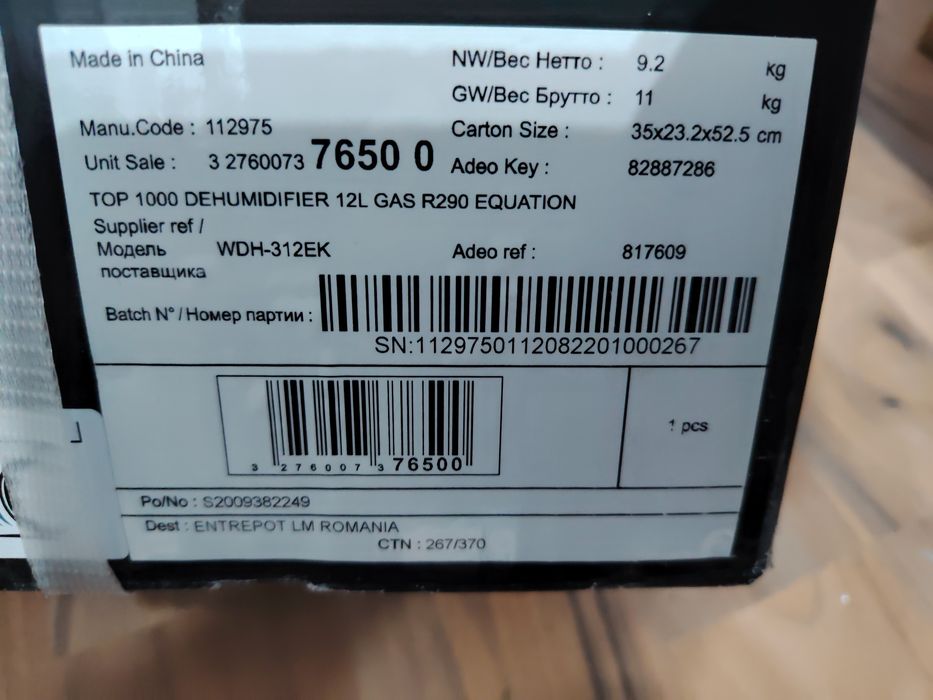 Made in China
NW/Вес Нетто : 9.2 kg
GW/Вес Брутто : 11 kg
Manu.Code : 112975
Carton Size : 35x23.2x52.5 cm
Unit Sale : 3 2760073 7650 0
Adeo Key : 82887286
TOP 1000 DEHUMIDIFIER 12L GAS R290 EQUATION
Supplier ref /
Модель WDH-312EK
поставщика
Adeo ref : 817609
Batch N° / Номер партии :
SN:1129750112082201000267
3 276007 376500
1 pcs
Po/No : S2009382249
Dest : ENTREPOT LM ROMANIA
CTN : 267/370